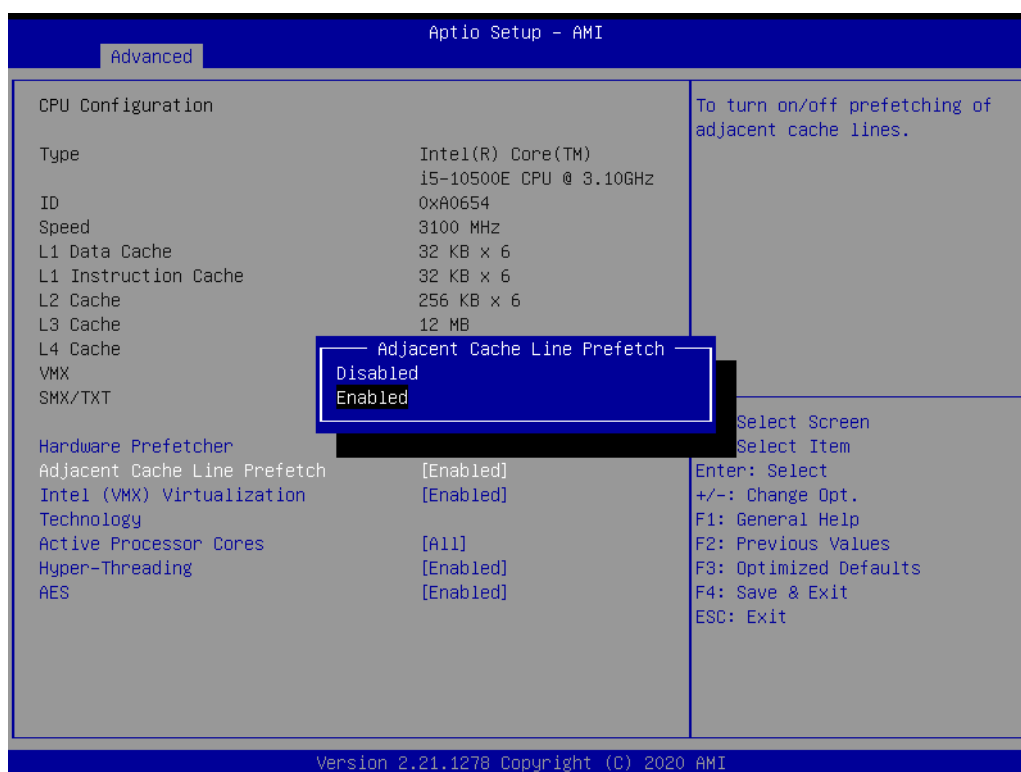 Aptio Setup – AMI
Advanced
CPU Configuration
Type Intel(R) Core(TM)
i5-10500E CPU @ 3.10GHz
ID 0xA0654
Speed 3100 MHz
L1 Data Cache 32 KB x 6
L1 Instruction Cache 32 KB x 6
L2 Cache 256 KB x 6
L3 Cache 12 MB
L4 Cache
VMX
SMX/TXT
Hardware Prefetcher
Adjacent Cache Line Prefetch [Enabled]
Intel (VMX) Virtualization [Enabled]
Technology
Active Processor Cores [All]
Hyper-Threading [Enabled]
AES [Enabled]
Adjacent Cache Line Prefetch
Disabled
Enabled
To turn on/off prefetching of
adjacent cache lines.
Select Screen
Select Item
Enter: Select
+/-: Change Opt.
F1: General Help
F2: Previous Values
F3: Optimized Defaults
F4: Save & Exit
ESC: Exit
Version 2.21.1278 Copyright (C) 2020 AMI